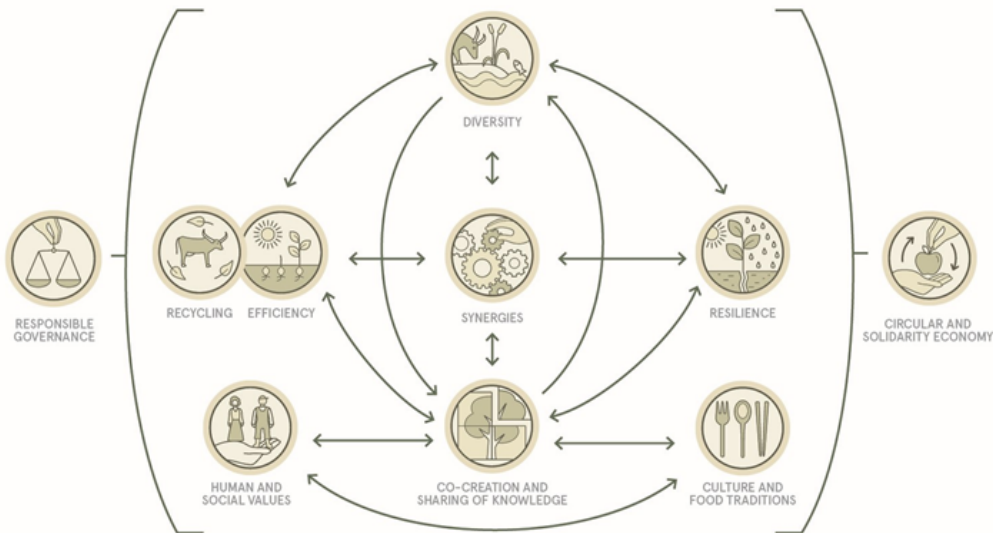 DIVERSITY
RECYCLING
EFFICIENCY
SYNERGIES
RESILIENCE
RESPONSIBLE
GOVERNANCE
CIRCULAR AND
SOLIDARITY ECONOMY
HUMAN AND
SOCIAL VALUES
CO-CREATION AND
SHARING OF KNOWLEDGE
CULTURE AND
FOOD TRADITIONS